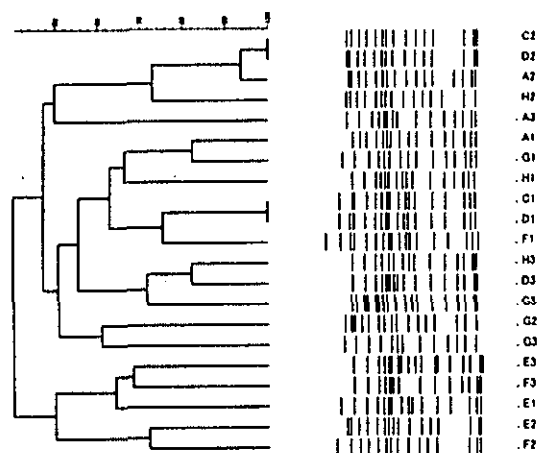 C2
D2
A2
H2
.A3
A1
.G1
.H1
.C1
.D1
.F1
.H3
.D3
.C3
.G2
.G3
.E3
.F3
.E1
.E2
.F2